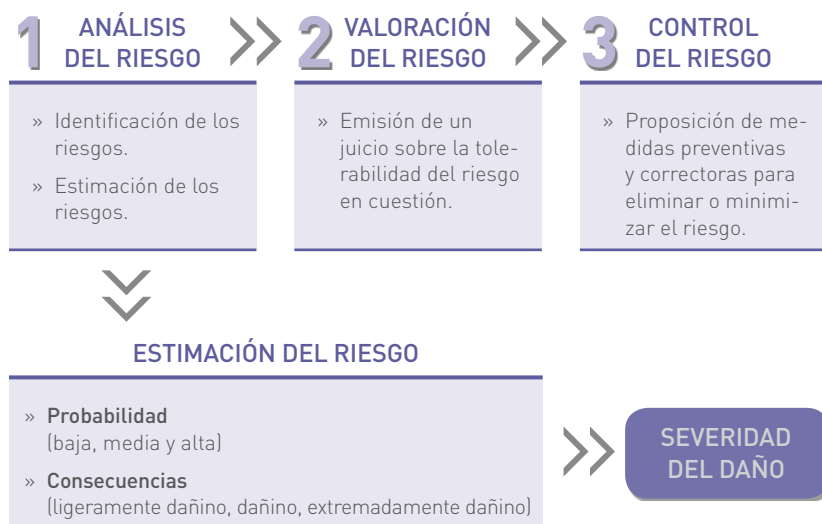 1 ANÁLISIS
DEL RIESGO
2 VALORACIÓN
DEL RIESGO
3 CONTROL
DEL RIESGO
» Identificación de los
riesgos.
» Estimación de los
riesgos.
» Emisión de un
juicio sobre la tole-
rabilidad del riesgo
en cuestión.
» Proposición de me-
didas preventivas
y correctoras para
eliminar o minimi-
zar el riesgo.
ESTIMACIÓN DEL RIESGO
» Probabilidad
(baja, media y alta)
» Consecuencias
(ligeramente dañino, dañino, extremadamente dañino)
SEVERIDAD
DEL DAÑO